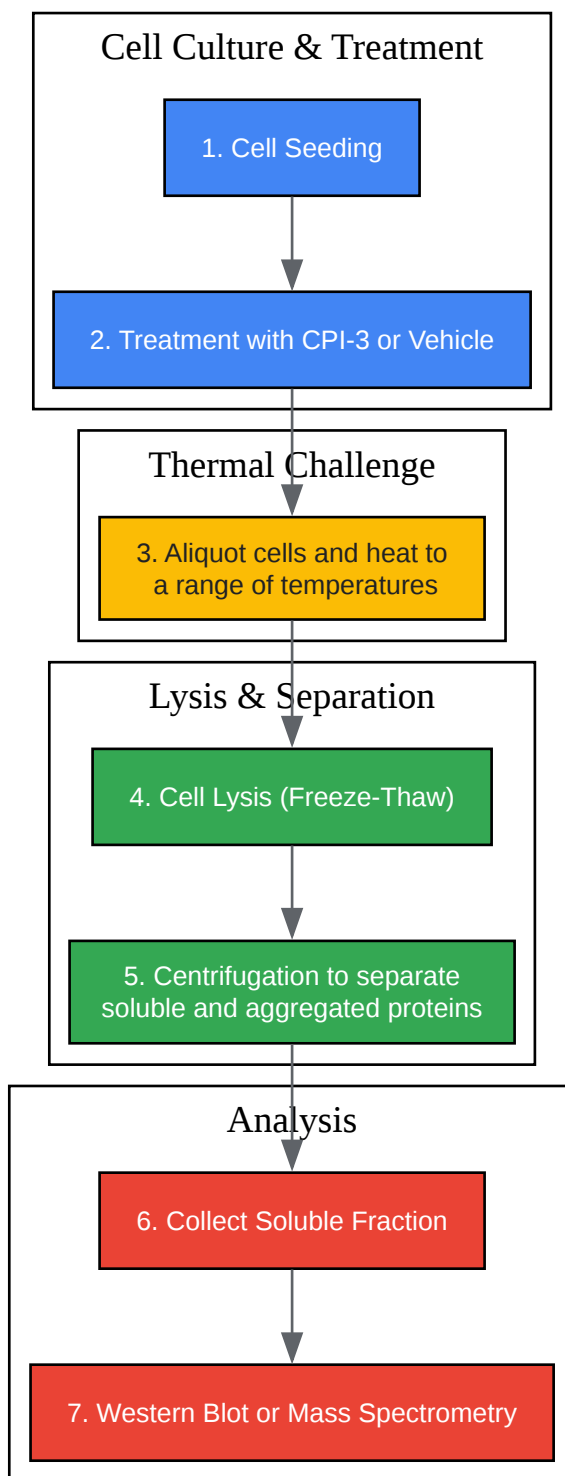 Cell Culture & Treatment
1. Cell Seeding
2. Treatment with CPI-3 or Vehicle
Thermal Challenge
3. Aliquot cells and heat to
a range of temperatures
Lysis & Separation
4. Cell Lysis (Freeze-Thaw)
5. Centrifugation to separate
soluble and aggregated proteins
Analysis
6. Collect Soluble Fraction
7. Western Blot or Mass Spectrometry